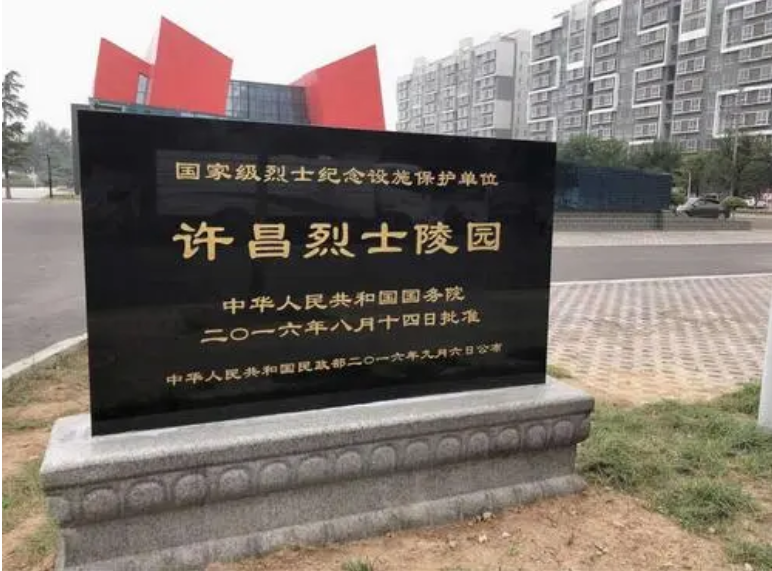 国家级烈士纪念设施保护单位
许昌烈士陵园
中华人民共和国国务院
二〇一六年八月十四日批准
中华人民共和国民政部二〇一六年九月六日公布